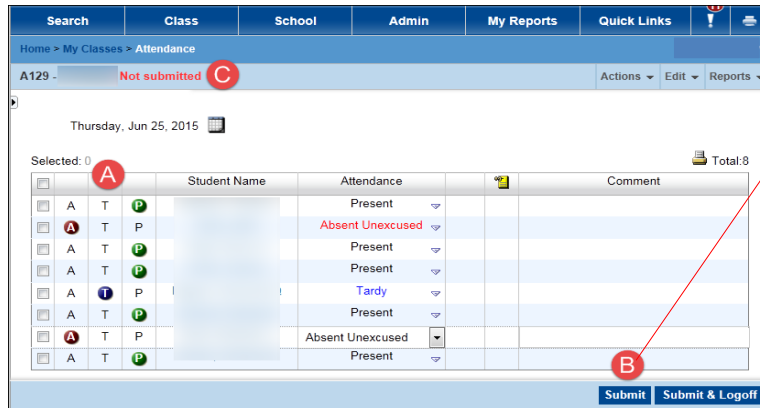 Search Class School Admin My Reports Quick Links !
Home > My Classes > Attendance
A129 - Not submitted C Actions Edit Reports
Thursday, Jun 25, 2015
Selected: 0 Total:8
A
Student Name Attendance Comment
A T P Present
A T P Absent Unexcused
A T P Present
A T P Present
A T P Tardy
A T P Present
A T P Absent Unexcused
A T P Present
B
Submit Submit & Logoff